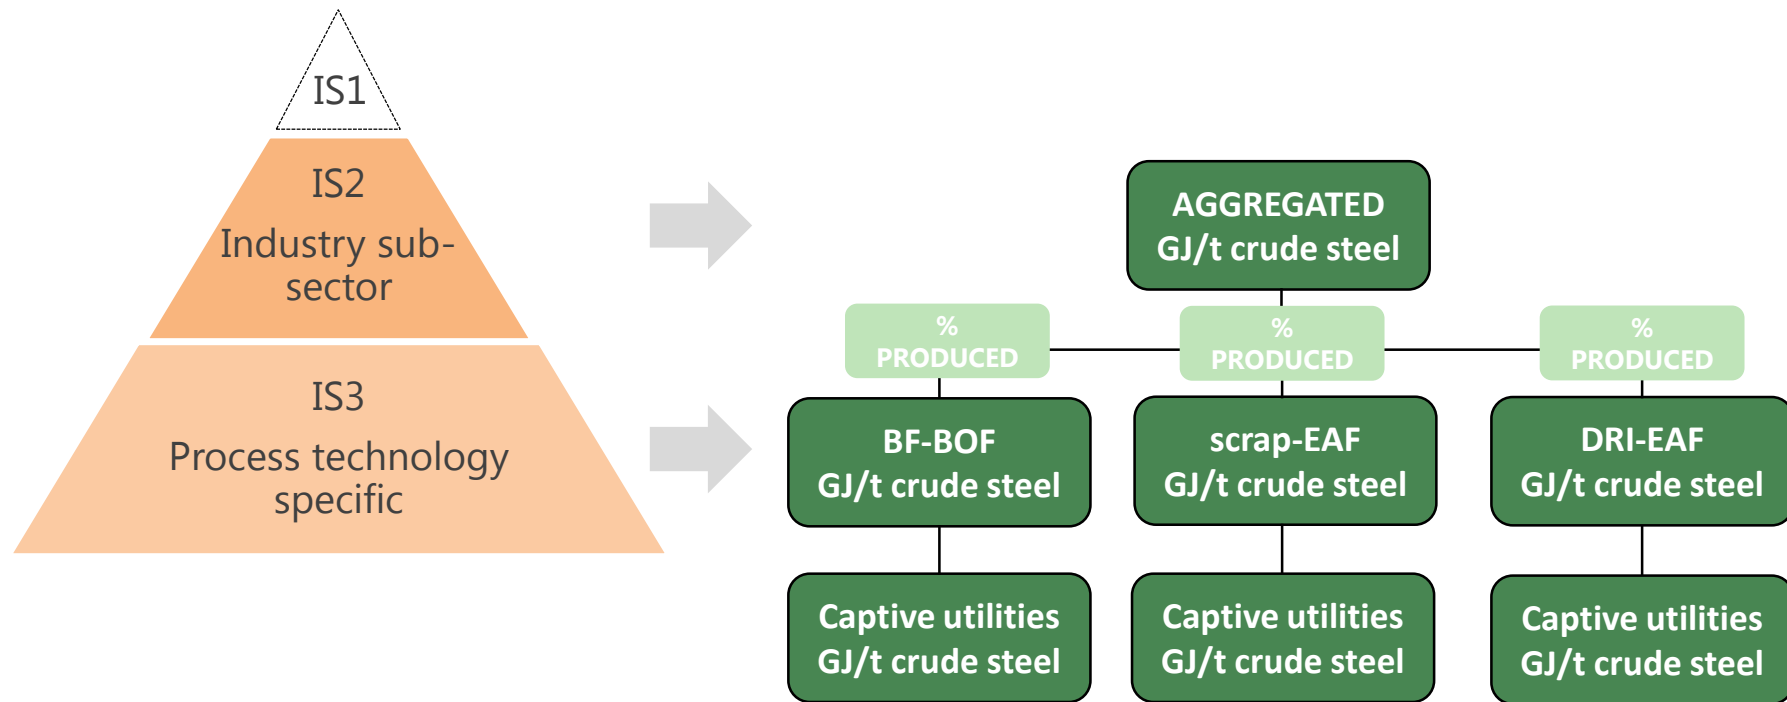 IS1
IS2
Industry sub-
sector
IS3
Process technology
specific
AGGREGATED
GJ/t crude steel
%
PRODUCED
%
PRODUCED
%
PRODUCED
BF-BOF
GJ/t crude steel
scrap-EAF
GJ/t crude steel
DRI-EAF
GJ/t crude steel
Captive utilities
GJ/t crude steel
Captive utilities
GJ/t crude steel
Captive utilities
GJ/t crude steel